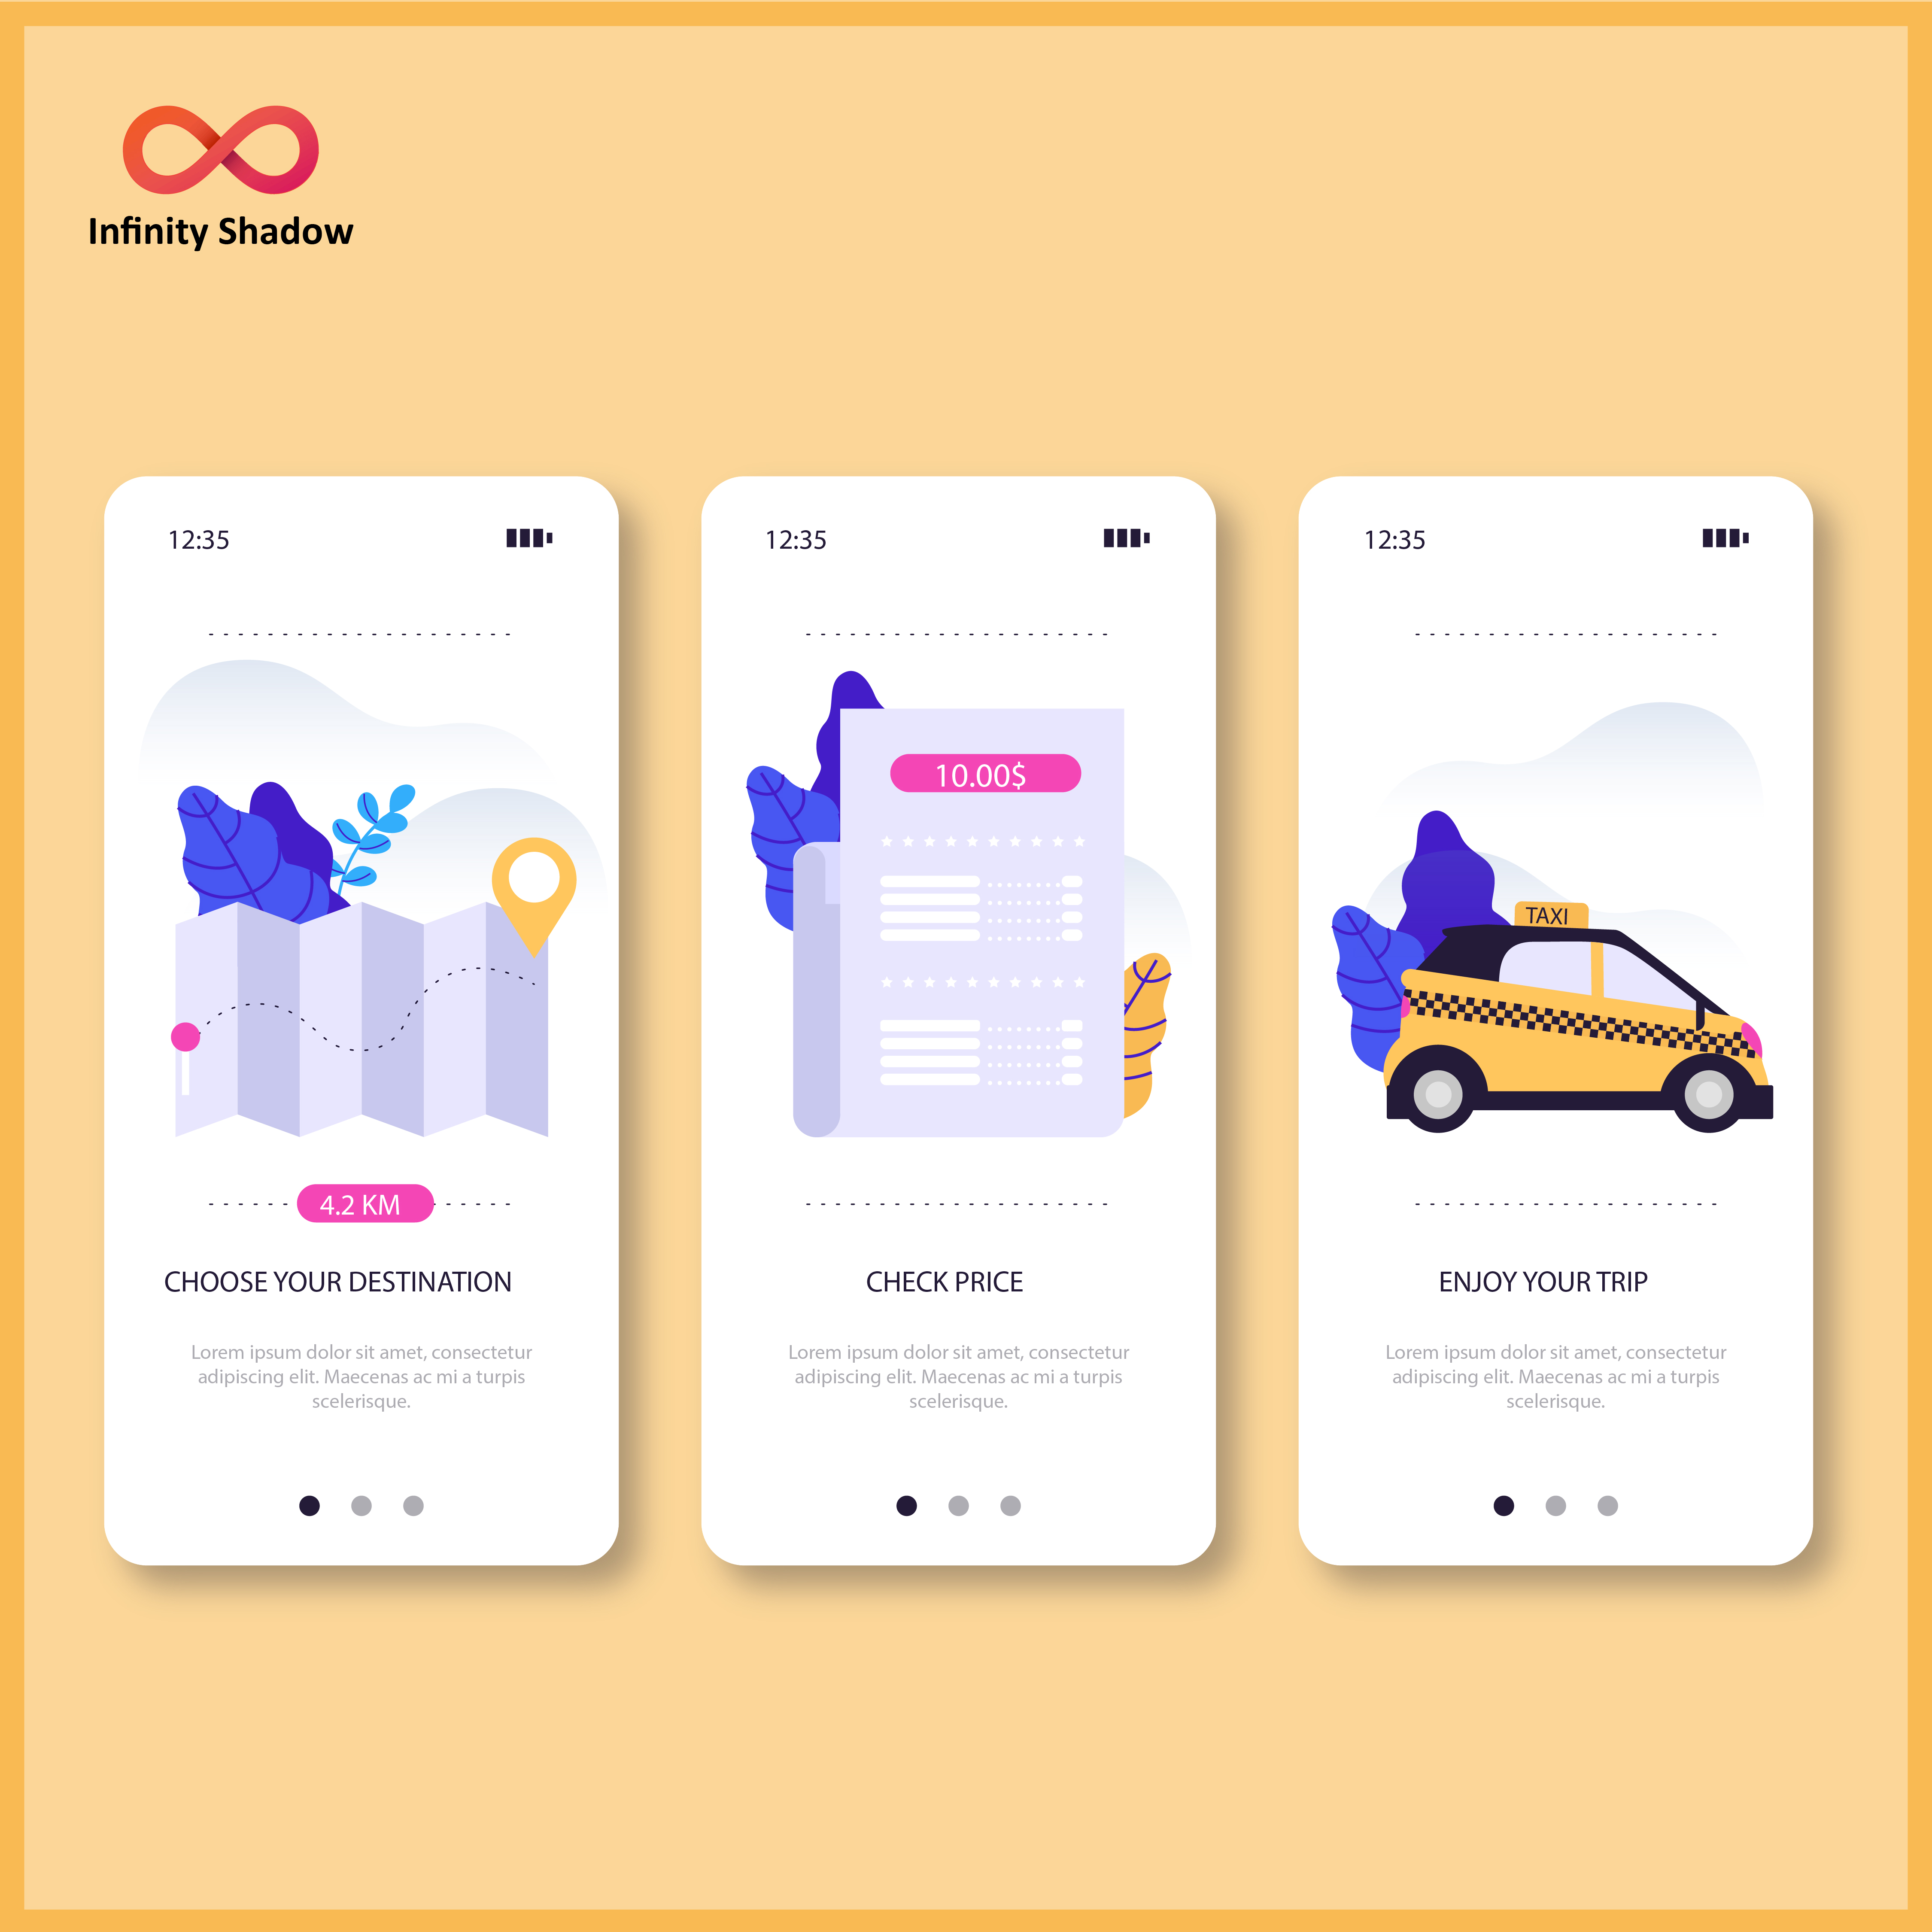 Infinity Shadow
12:35
4.2 KM
CHOOSE YOUR DESTINATION
Lorem ipsum dolor sit amet, consectetur
adipiscing elit. Maecenas ac mi a turpis
scelerisque.
12:35
10.00$
CHECK PRICE
Lorem ipsum dolor sit amet, consectetur
adipiscing elit. Maecenas ac mi a turpis
scelerisque.
12:35
TAXI
ENJOY YOUR TRIP
Lorem ipsum dolor sit amet, consectetur
adipiscing elit. Maecenas ac mi a turpis
scelerisque.